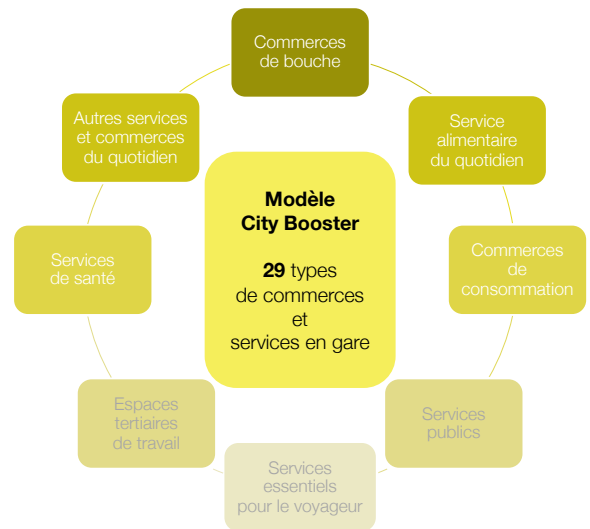 Commerces
de bouche
Service
alimentaire
du quotidien
Commerces
de
consommation
Services
publics
Services
essentiels
pour le voyageur
Espaces
tertiaires
de travail
Services
de santé
Autres services
et commerces
du quotidien
Modèle
City Booster
29 types
de commerces
et
services en gare